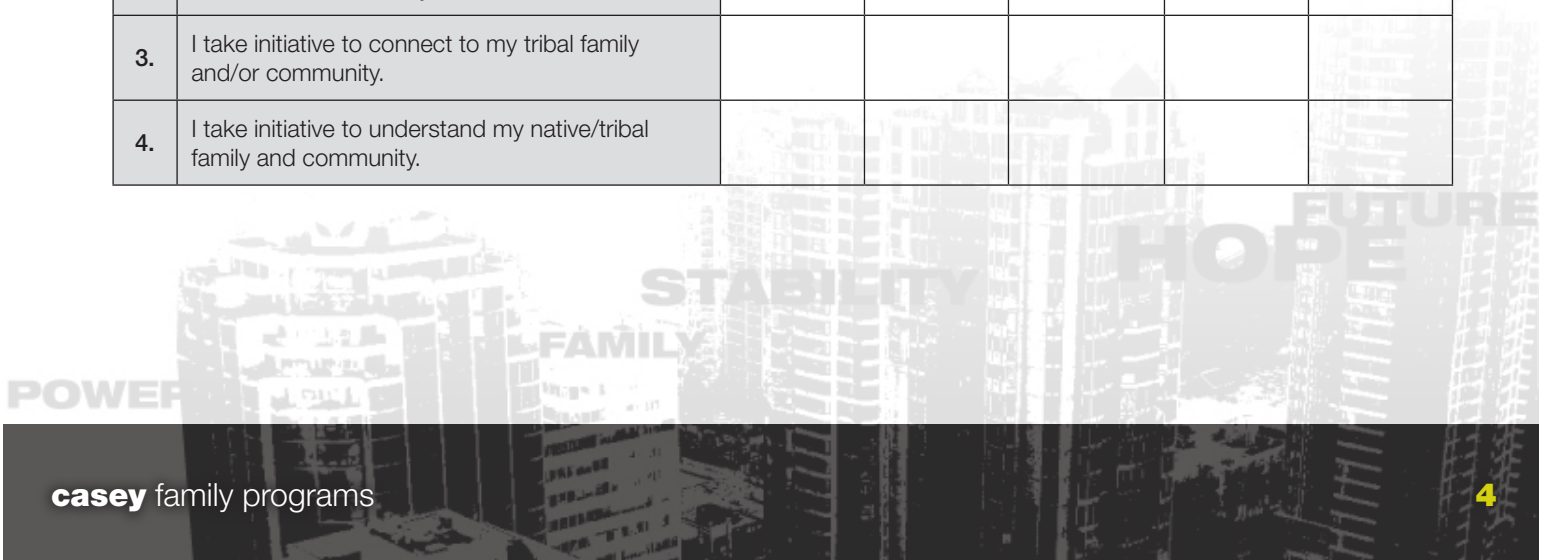 3.
I take initiative to connect to my tribal family
and/or community.
4.
I take initiative to understand my native/tribal
family and community.
FUTURE
HOPE
STABILITY
FAMILY
POWER
casey family programs
4